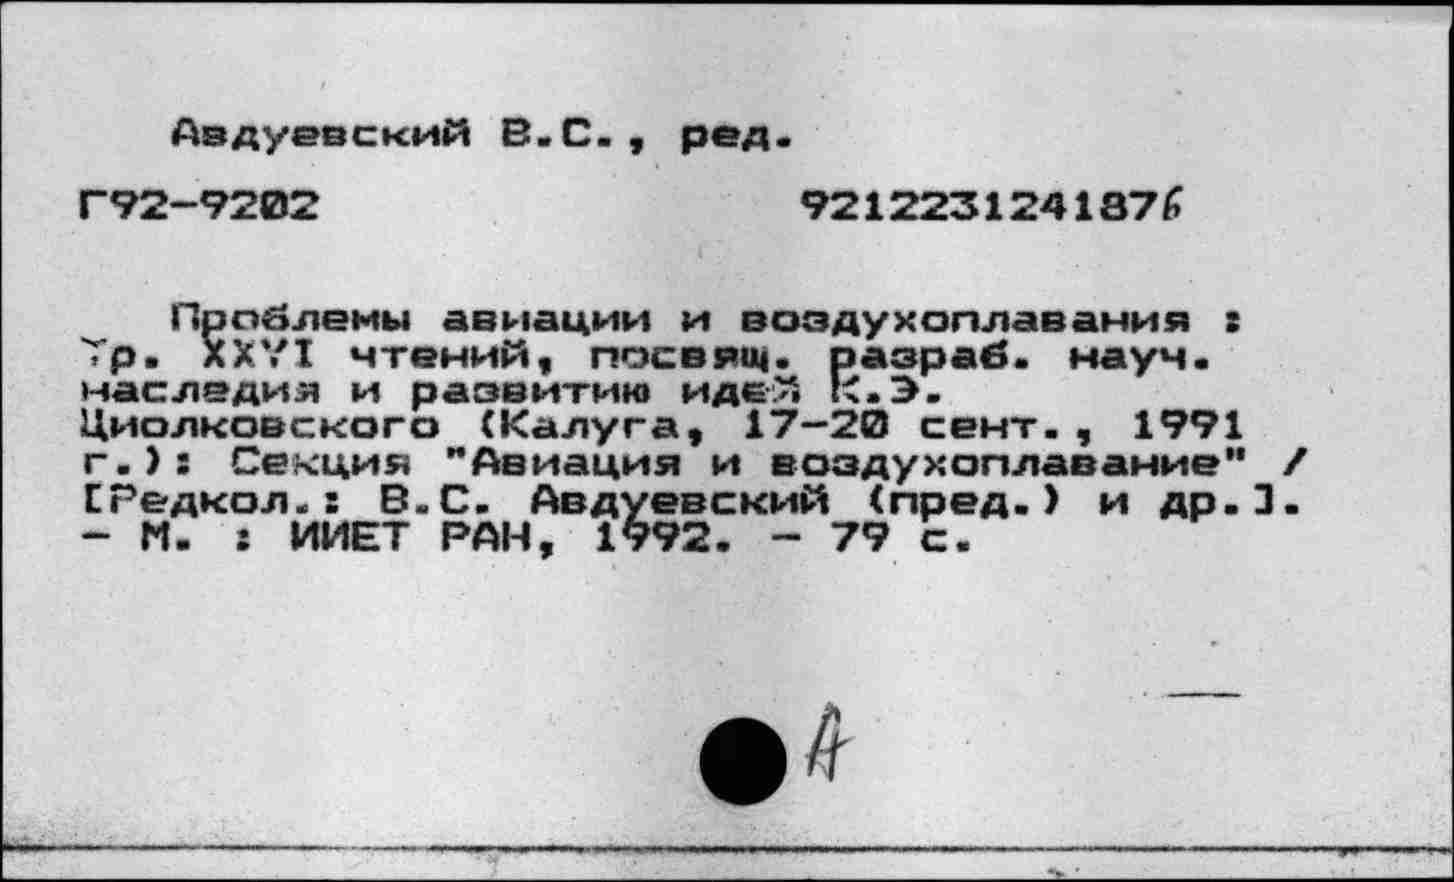 Авдуевский В.С., ред.
Г92-9202 9212231241876
Проблемы авиации и воздухоплавания :
Тр. XXVI чтений, посвящ. разраб. науч.
наследия и развитию идей К.Э.
Циолковского (Калуга, 17-20 сент., 1991
г.): Секция "Авиация и воздухоплавание" /
[Редкол.: В.С. Авдуевский (пред.) и др.].
- М. : ИИЕТ РАН, 1992. - 79 с.
А